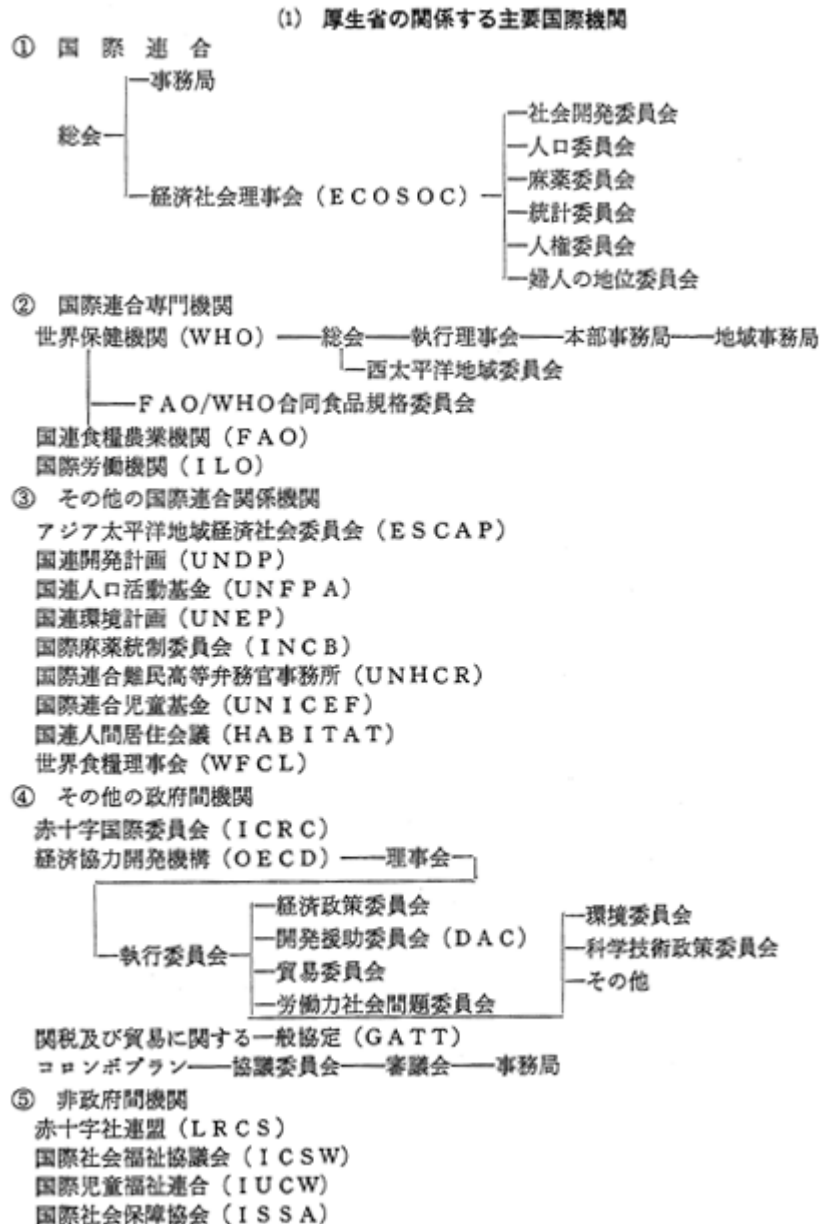 (1) 厚生省の関係する主要国際機関
① 国際連合
事務局
総会
経済社会理事会(ECOSOC)
社会開発委員会
人口委員会
麻薬委員会
統計委員会
人権委員会
婦人の地位委員会
② 国際連合専門機関
世界保健機関(WHO)――総会――執行理事会――本部事務局――地域事務局
西太平洋地域委員会
FAO/WHO合同食品規格委員会
国連食糧農業機関(FAO)
国際労働機関(ILO)
③ その他の国際連合関係機関
アジア太平洋地域経済社会委員会(ESCAP)
国連開発計画(UNDP)
国連人口活動基金(UNFPA)
国連環境計画(UNEP)
国際麻薬統制委員会(INCB)
国際連合難民高等弁務官事務所(UNHCR)
国際連合児童基金(UNICEF)
国連人間居住会議(HABITAT)
世界食糧理事会(WFCL)
④ その他の政府間機関
赤十字国際委員会(ICRC)
経済協力開発機構(OECD)――理事会
執行委員会
経済政策委員会
開発援助委員会(DAC)
貿易委員会
労働力社会問題委員会
環境委員会
科学技術政策委員会
その他
関税及び貿易に関する一般協定(GATT)
コロンボプラン――協議委員会――審議会――事務局
⑤ 非政府間機関
赤十字社連盟(LRCS)
国際社会福祉協議会(ICSW)
国際児童福祉連合(IUCW)
国際社会保障協会(ISSA)